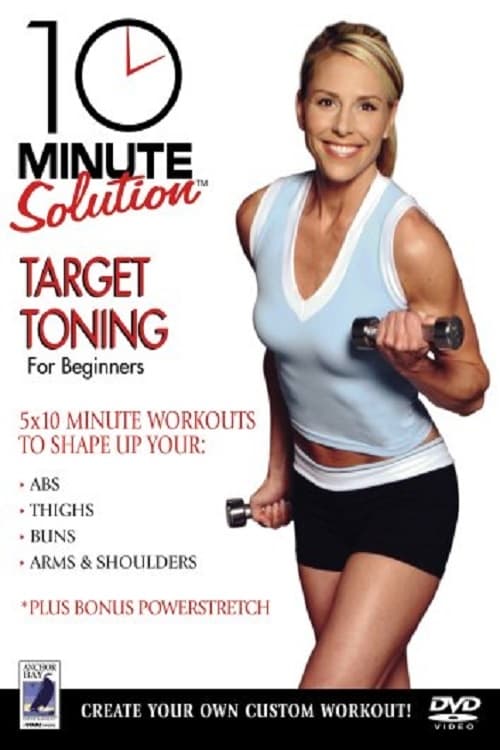 10
MINUTE
Solution™
TARGET
TONING
For Beginners
5x10 MINUTE WORKOUTS
TO SHAPE UP YOUR:
• ABS
• THIGHS
• BUNS
• ARMS & SHOULDERS
*PLUS BONUS POWERSTRETCH
ANCHOR
BAY
CREATE YOUR OWN CUSTOM WORKOUT!
DVD
VIDEO